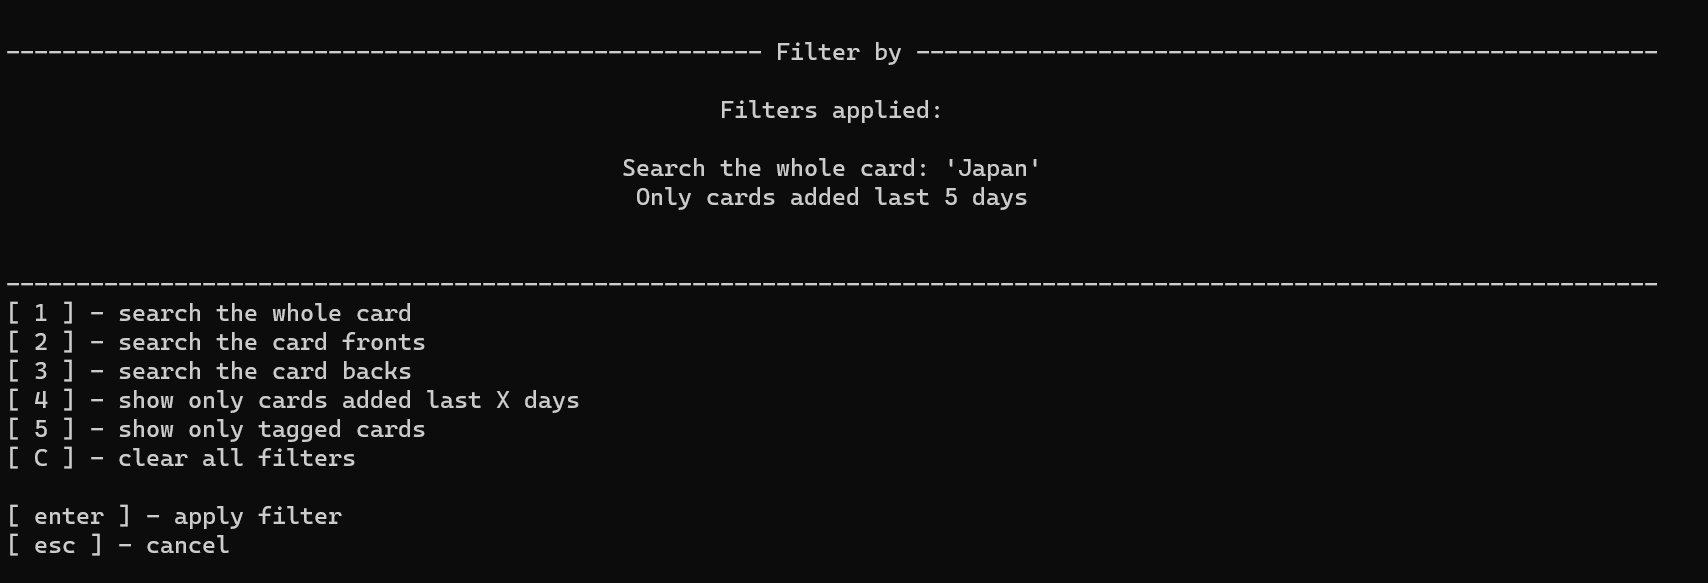 ------------------------------------------------------ Filter by -----------------------------------------------------
Filters applied:
Search the whole card: 'Japan'
Only cards added last 5 days
----------------------------------------------------------------------------------------------------------------------
[ 1 ] - search the whole card
[ 2 ] - search the card fronts
[ 3 ] - search the card backs
[ 4 ] - show only cards added last X days
[ 5 ] - show only tagged cards
[ C ] - clear all filters
[ enter ] - apply filter
[ esc ] - cancel